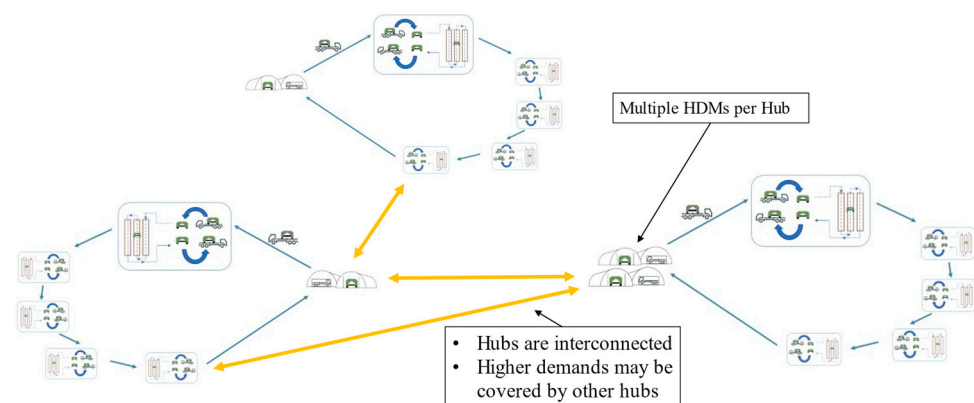 Multiple HDMs per Hub
• Hubs are interconnected
• Higher demands may be
covered by other hubs